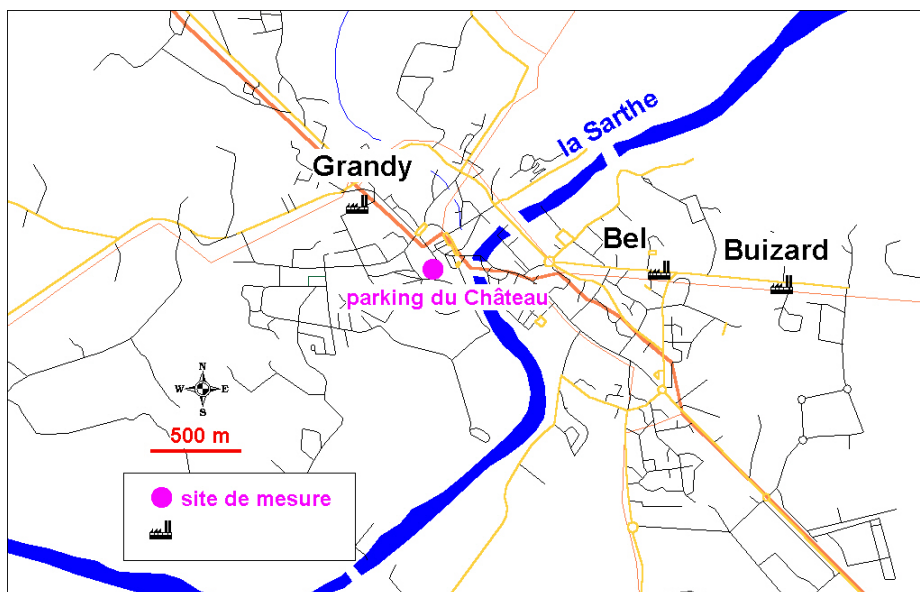 la Sarthe
Grandy
Bel
Buizard
parking du Château
N
W E
S
500 m
site de mesure